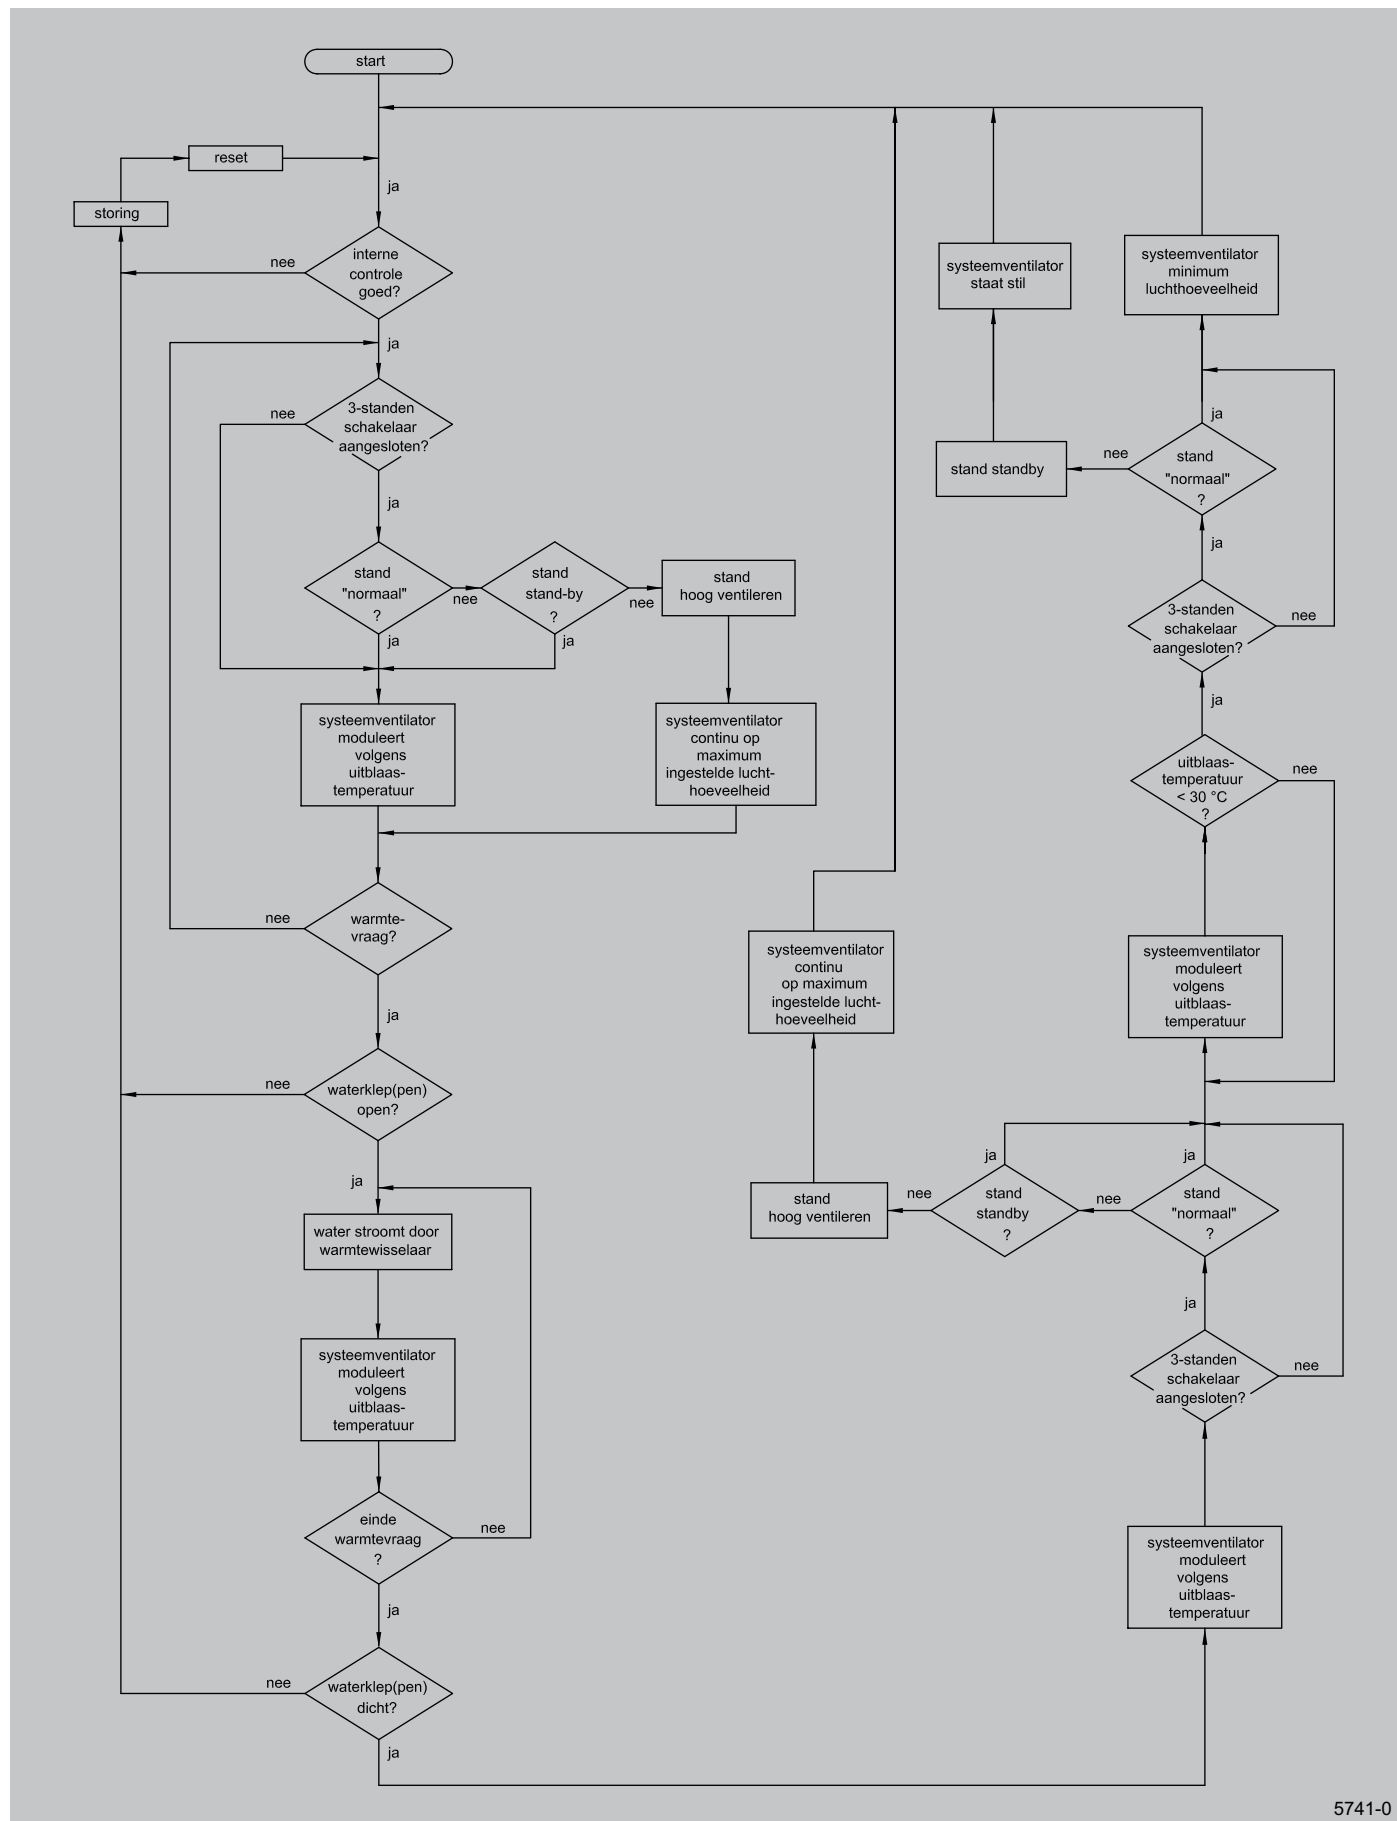 start
reset
ja
storing
nee
interne
controle
goed?
ja
nee
3-standen
schakelaar
aangesloten?
ja
stand
"normaal"
?
nee
ja
stand
stand-by
?
nee
ja
stand
hoog ventileren
systeemventilator
moduleert
volgens
uitblaas-
temperatuur
systeemventilator
continu op
maximum
ingestelde lucht-
hoeveelheid
nee
warmte-
vraag?
ja
nee
waterklep(pen)
open?
ja
water stroomt door
warmtewisselaar
systeemventilator
moduleert
volgens
uitblaas-
temperatuur
einde
warmtevraag
?
nee
ja
nee
waterklep(pen)
dicht?
ja
systeemventilator
staat stil
systeemventilator
minimum
luchthoeveelheid
ja
stand standby
nee
stand
"normaal"
?
ja
3-standen
schakelaar
aangesloten?
nee
ja
uitblaas-
temperatuur
< 30 °C
?
nee
systeemventilator
continu
op maximum
ingestelde lucht-
hoeveelheid
systeemventilator
moduleert
volgens
uitblaas-
temperatuur
stand
hoog ventileren
nee
ja
stand
standby
?
nee
ja
stand
"normaal"
?
ja
3-standen
schakelaar
aangesloten?
nee
systeemventilator
moduleert
volgens
uitblaas-
temperatuur
5741-0